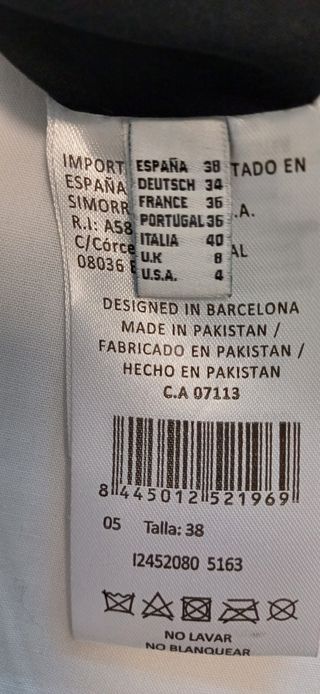 IMPORT
ESPAÑA
SIMORR
R.I: A58
C/Córce
08036
ESPAÑA 38
DEUTSCH 34
FRANCE 36
PORTUGAL 36
ITALIA 40
U.K 8
U.S.A. 4
TADO EN
.A.
AL
DESIGNED IN BARCELONA
MADE IN PAKISTAN /
FABRICADO EN PAKISTAN /
HECHO EN PAKISTAN
C.A 07113
8 445012 521969
05 Talla: 38
I2452080 5163
NO LAVAR
NO BLANQUEAR